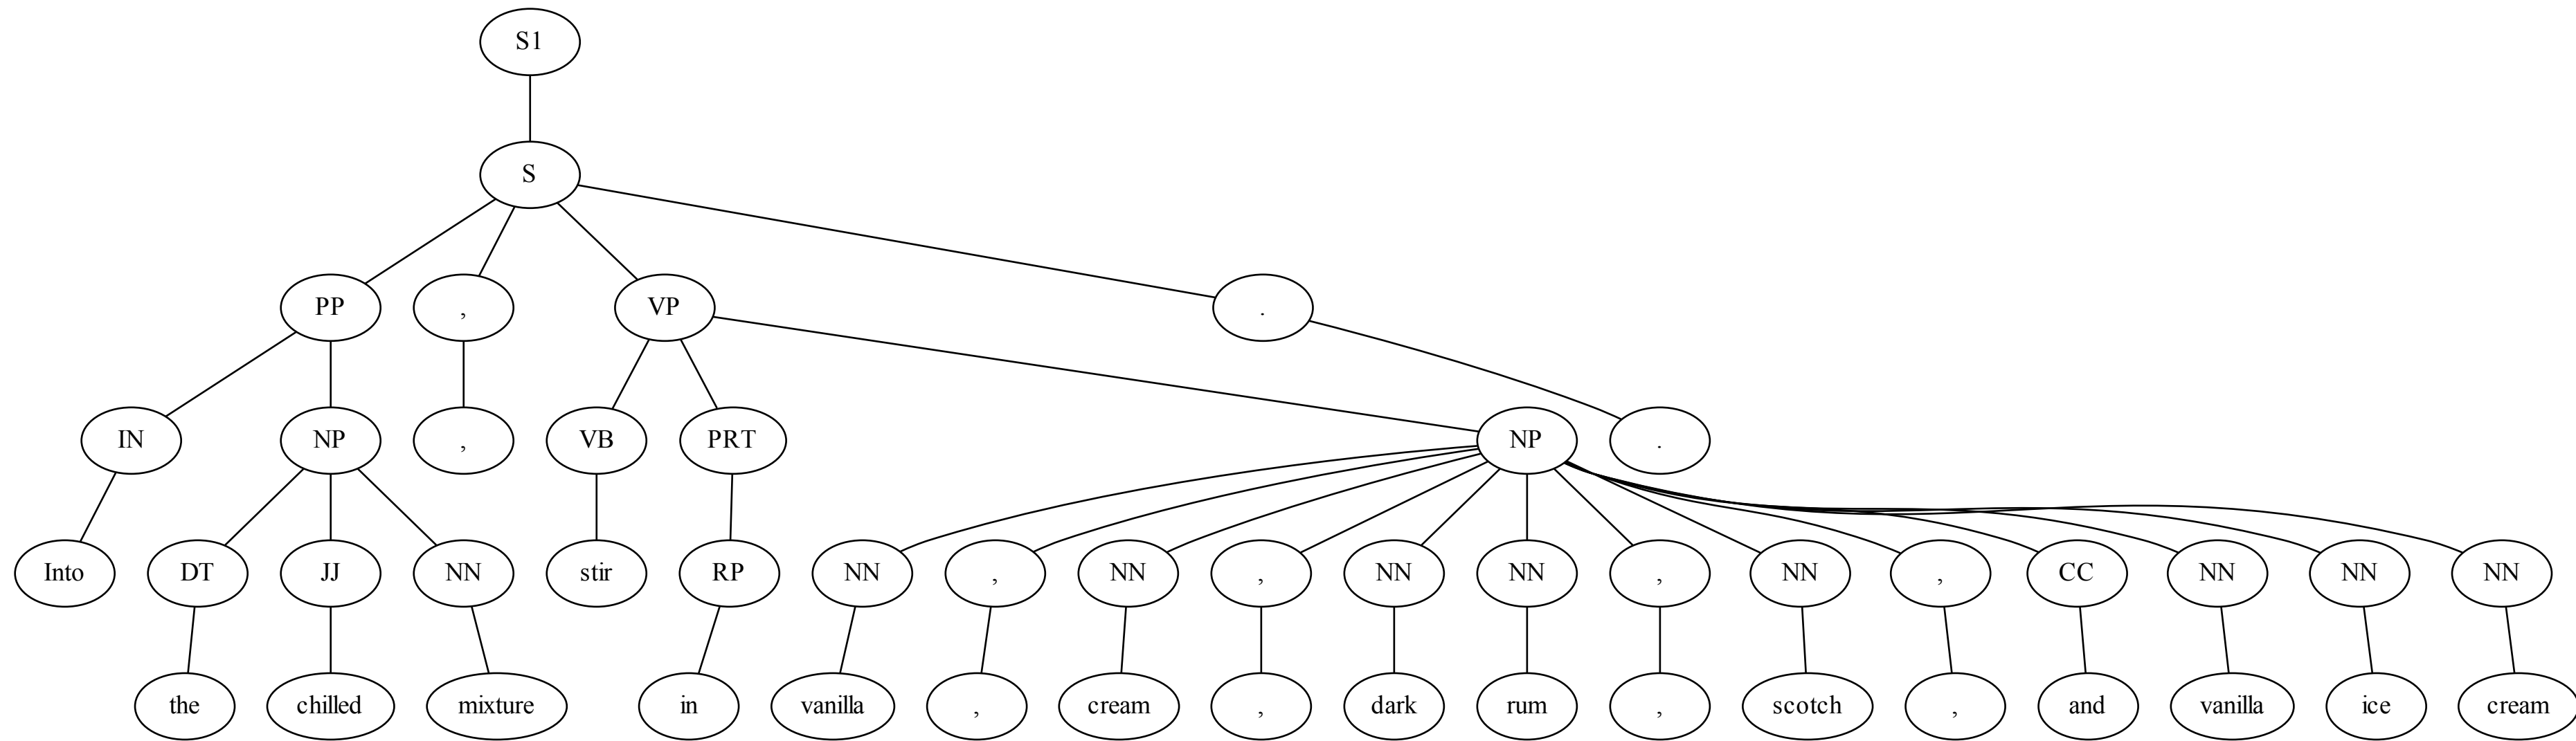 S1
S
PP , VP .
IN NP , VB PRT NP .
Into DT JJ NN stir RP NN , NN , NN NN , NN , CC NN NN NN
the chilled mixture in vanilla , cream , dark rum , scotch , and vanilla ice cream